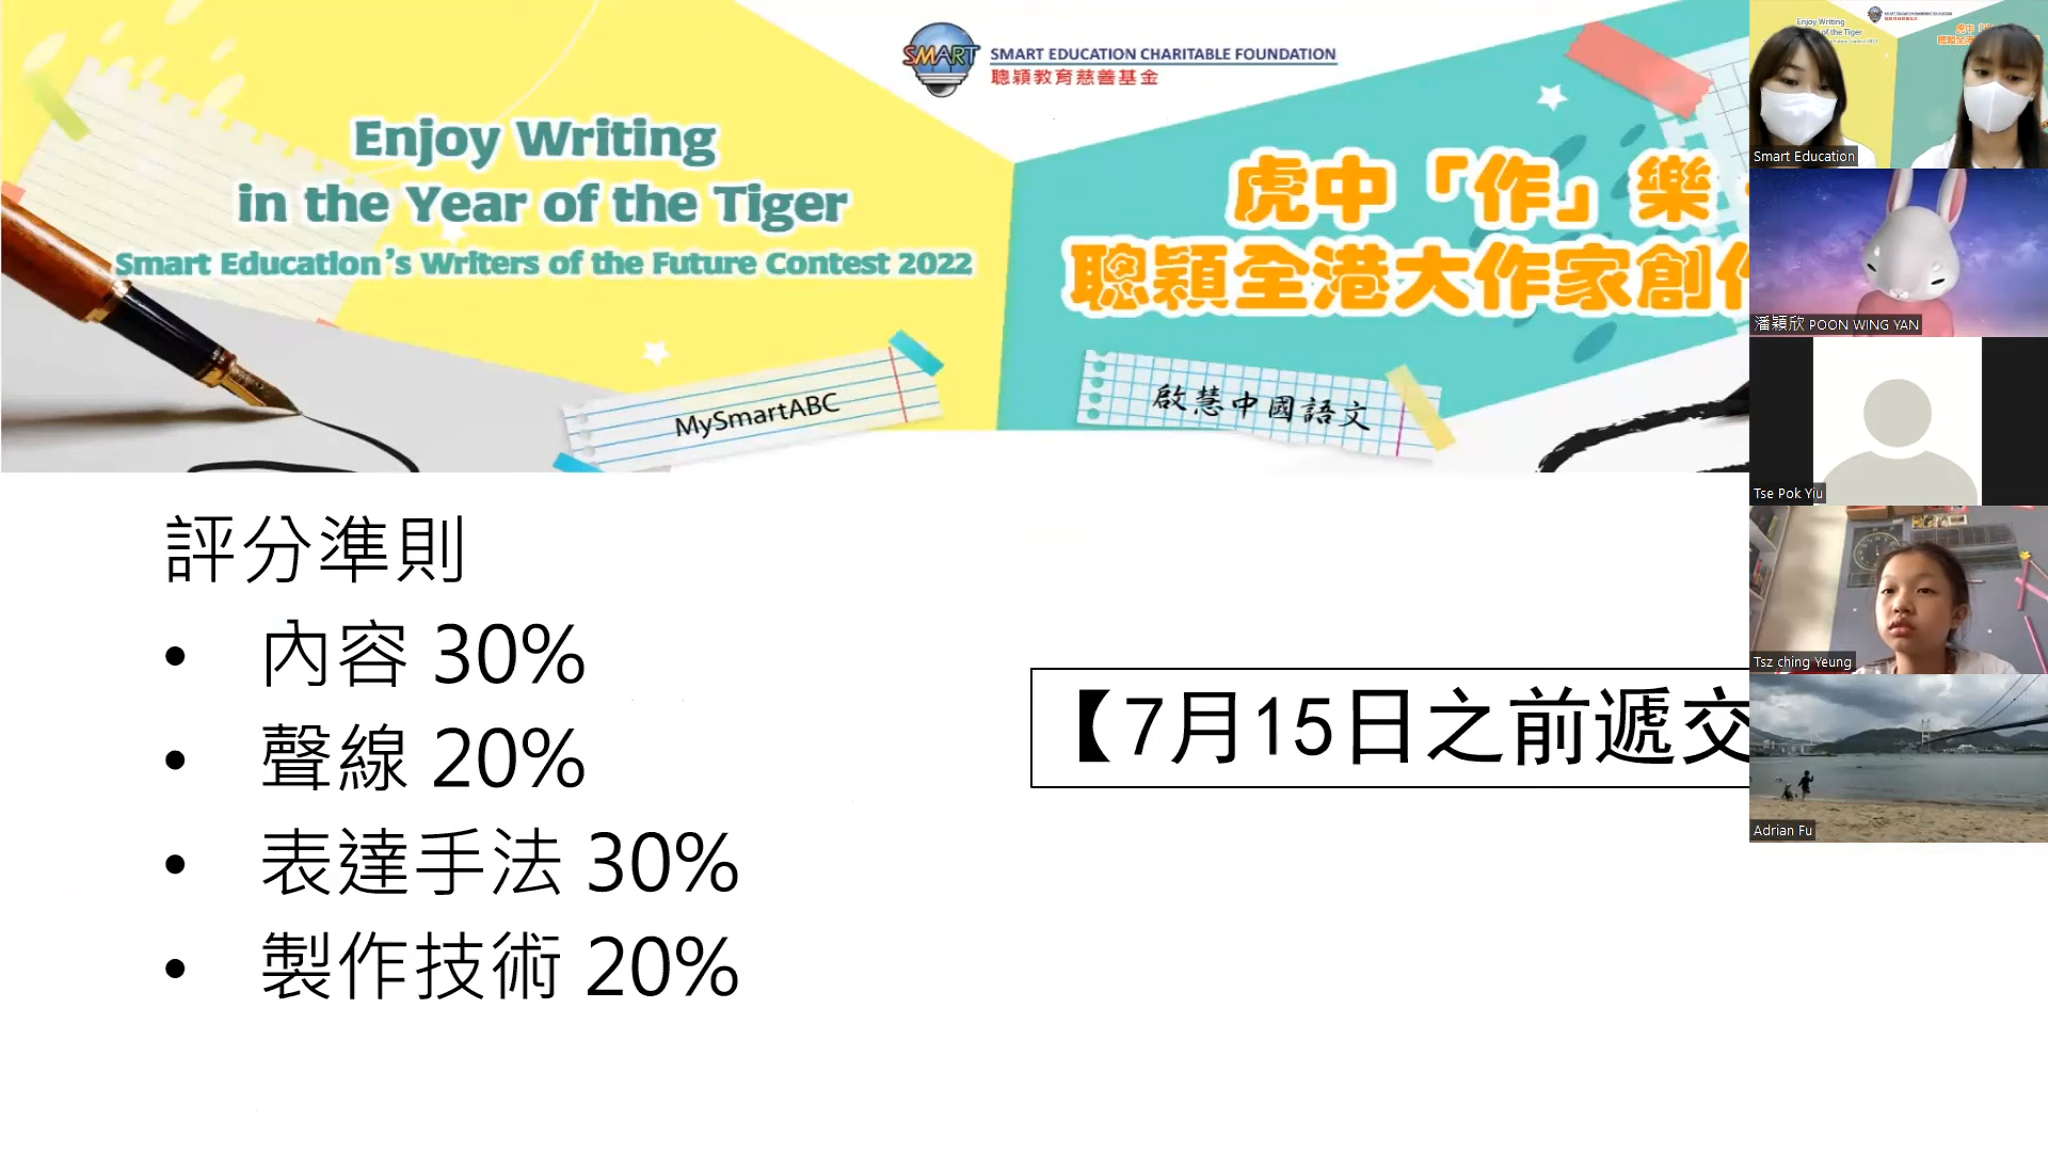 SMART
SMART EDUCATION CHARITABLE FOUNDATION
聰穎教育慈善基金
Enjoy Writing
in the Year of the Tiger
Smart Education's Writers of the Future Contest 2022
虎中「作」樂
聰穎全港大作家創作
MySmartABC
啟慧中國語文
評分準則
• 內容 30%
• 聲線 20%
• 表達手法 30%
• 製作技術 20%
【7月15日之前遞交
Enjoy Writing
Smart Education
潘穎欣 POON WING YAN
Tse Pok Yiu
Tsz ching Yeung
Adrian Fu